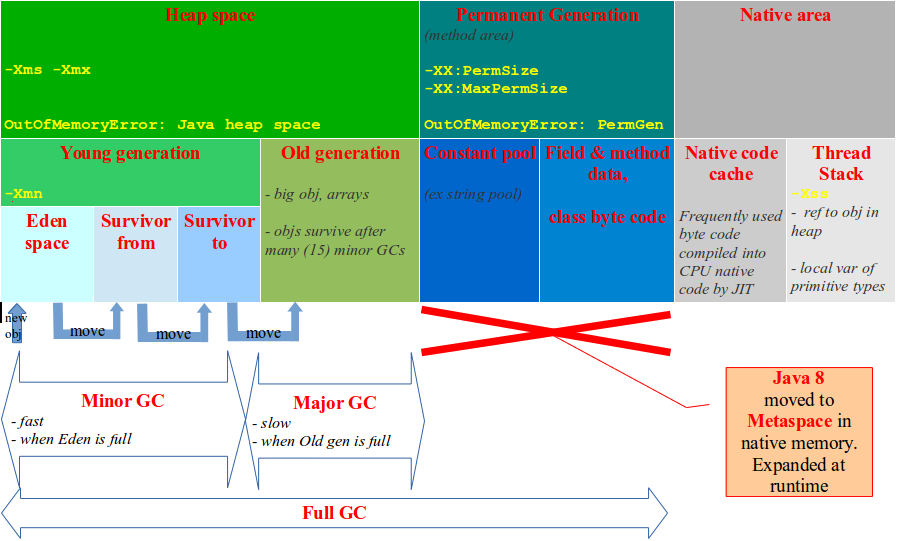 Heap space
-Xms -Xmx
OutOfMemoryError: Java heap space
Permanent Generation
(method area)
-XX:PermSize
-XX:MaxPermSize
OutOfMemoryError: PermGen
Native area
Young generation
-Xmn
Eden
space
Survivor
from
Survivor
to
Old generation
- big obj, arrays
- objs survive after
many (15) minor GCs
Constant pool
(ex string pool)
Field & method
data,
class byte code
Native code
cache
Frequently used
byte code
compiled into
CPU native
code by JIT
Thread
Stack
-Xss
- ref to obj in
heap
- local var of
primitive types
new
obj
move
move
move
Minor GC
- fast
- when Eden is full
Major GC
- slow
- when Old gen is full
Full GC
Java 8
moved to
Metaspace in
native memory.
Expanded at
runtime